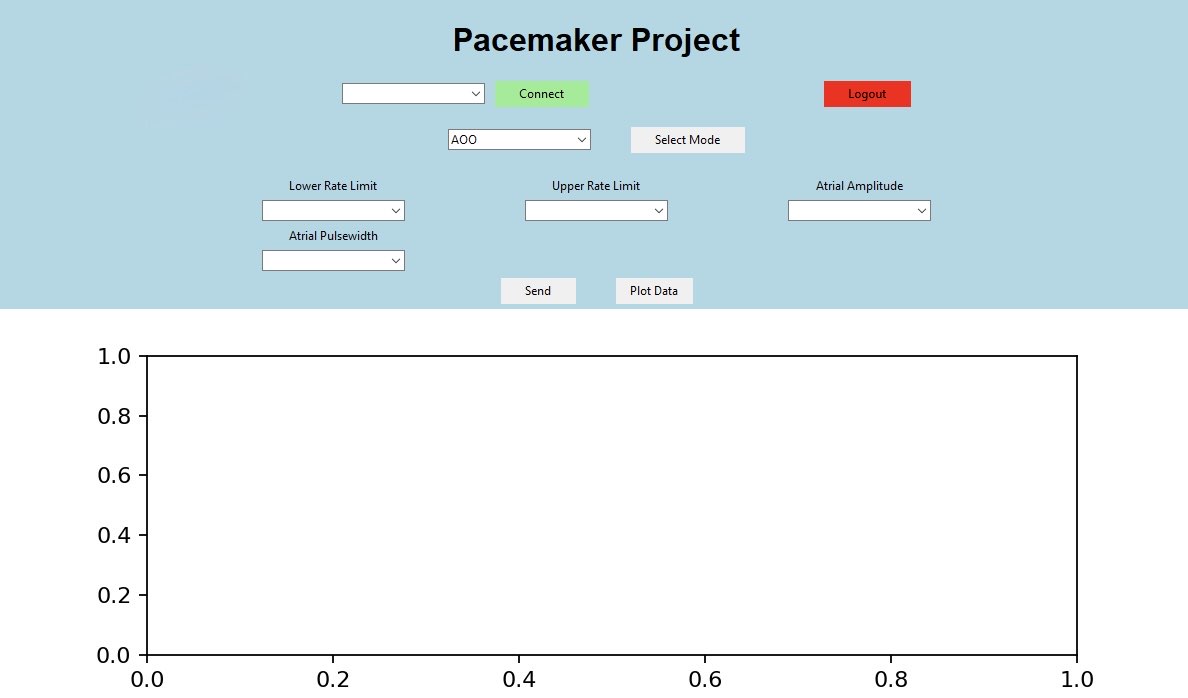 Pacemaker Project
Connect
Logout
AOO
Select Mode
Lower Rate Limit
Upper Rate Limit
Atrial Amplitude
Atrial Pulsewidth
Send
Plot Data
1.0
0.8
0.6
0.4
0.2
0.0
0.0 0.2 0.4 0.6 0.8 1.0